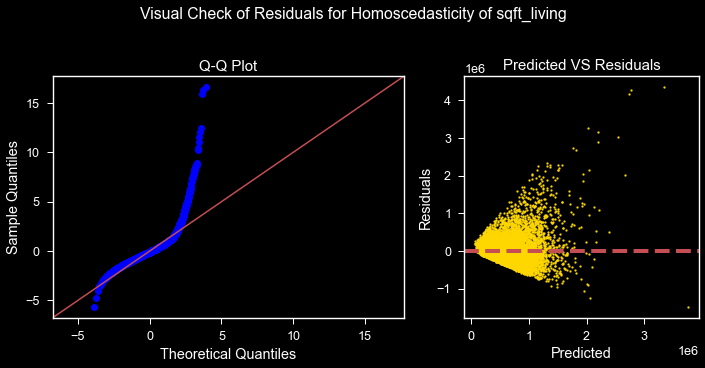 Visual Check of Residuals for Homoscedasticity of sqft_living
Q-Q Plot
Sample Quantiles
15
10
5
0
−5
−5 0 5 10 15
Theoretical Quantiles
Predicted VS Residuals
1e6
Residuals
4
3
2
1
0
−1
0 1 2 3
1e6
Predicted